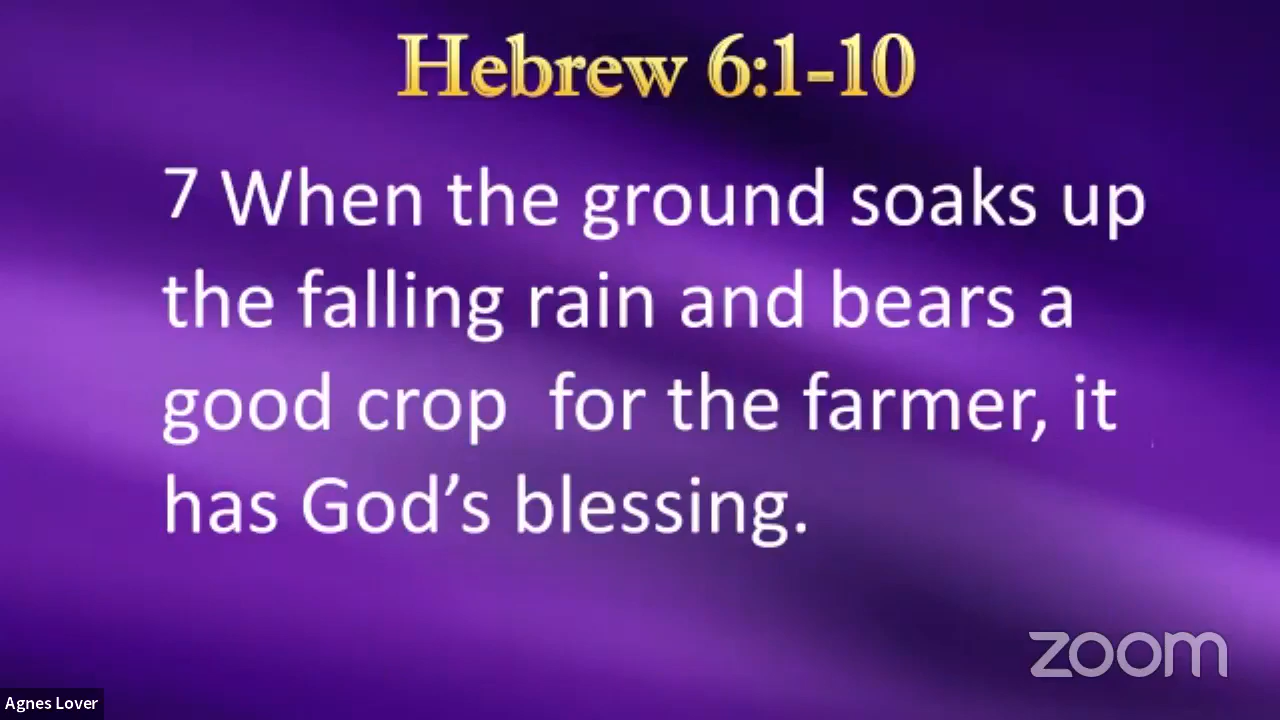 Hebrew 6:1-10
7 When the ground soaks up
the falling rain and bears a
good crop  for the farmer, it
has God’s blessing.
zoom
Agnes Lover